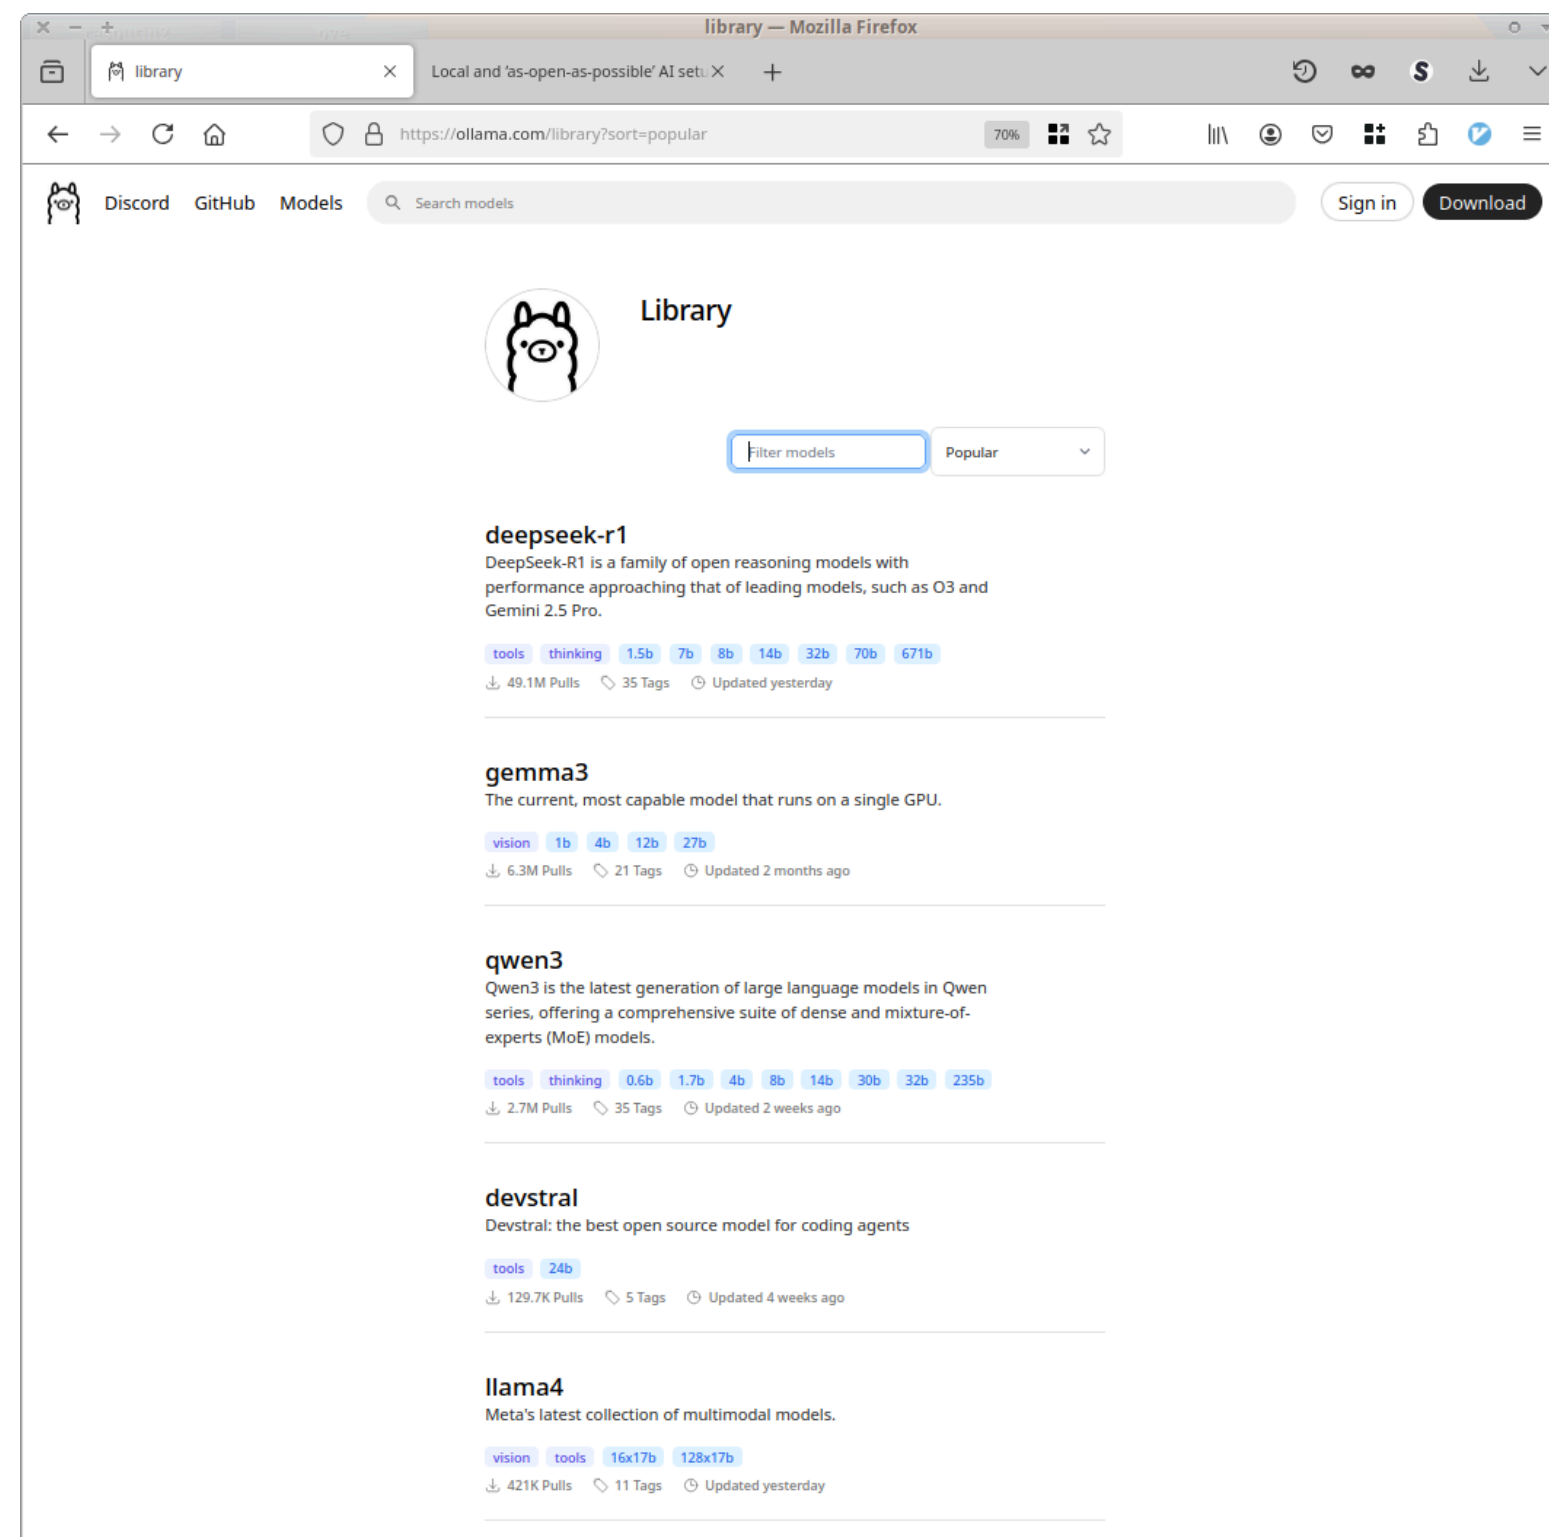 library — Mozilla Firefox
library
Local and ‘as-open-as-possible’ AI setu
https://ollama.com/library?sort=popular
70%
Discord GitHub Models Search models Sign in Download
Library
Filter models Popular
deepseek-r1
DeepSeek-R1 is a family of open reasoning models with
performance approaching that of leading models, such as O3 and
Gemini 2.5 Pro.
tools thinking 1.5b 7b 8b 14b 32b 70b 671b
49.1M Pulls 35 Tags Updated yesterday
gemma3
The current, most capable model that runs on a single GPU.
vision 1b 4b 12b 27b
6.3M Pulls 21 Tags Updated 2 months ago
qwen3
Qwen3 is the latest generation of large language models in Qwen
series, offering a comprehensive suite of dense and mixture-of-
experts (MoE) models.
tools thinking 0.6b 1.7b 4b 8b 14b 30b 32b 235b
2.7M Pulls 35 Tags Updated 2 weeks ago
devstral
Devstral: the best open source model for coding agents
tools 24b
129.7K Pulls 5 Tags Updated 4 weeks ago
llama4
Meta's latest collection of multimodal models.
vision tools 16x17b 128x17b
421K Pulls 11 Tags Updated yesterday